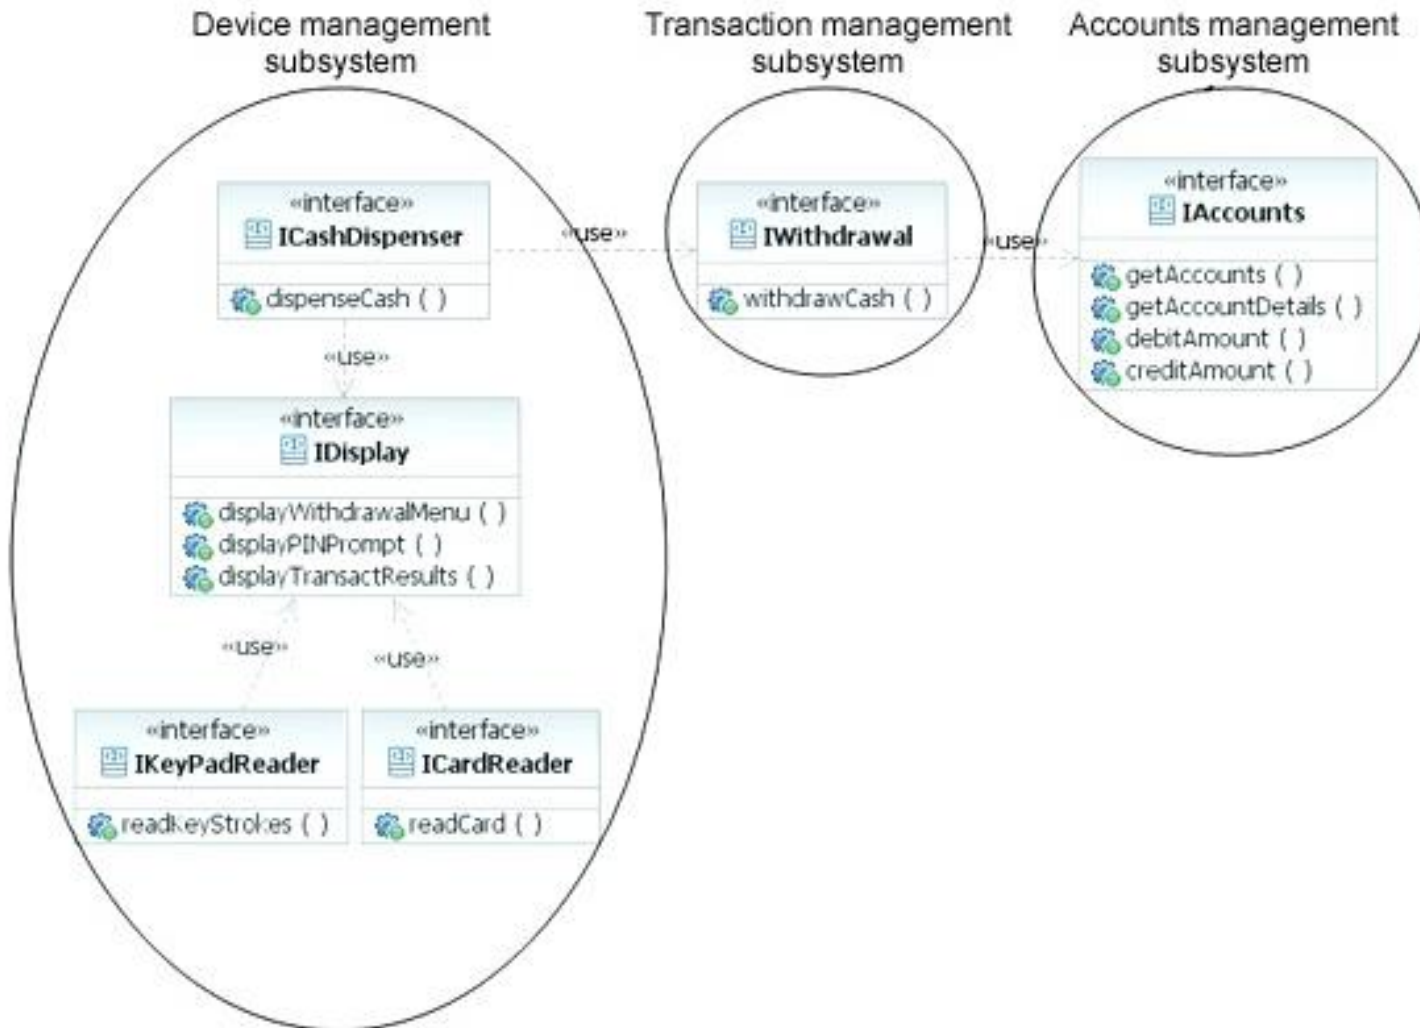 Device management
subsystem
Transaction management
subsystem
Accounts management
subsystem
«interface»
ICashDispenser
dispenseCash ( )
«use»
«interface»
IWithdrawal
withdrawCash ( )
«use»
«interface»
IAccounts
getAccounts ( )
getAccountDetails ( )
debitAmount ( )
creditAmount ( )
«use»
«interface»
IDisplay
displayWithdrawalMenu ( )
displayPINPrompt ( )
displayTransactResults ( )
«use»
«use»
«interface»
IKeyPadReader
readKeyStrokes ( )
«interface»
ICardReader
readCard ( )